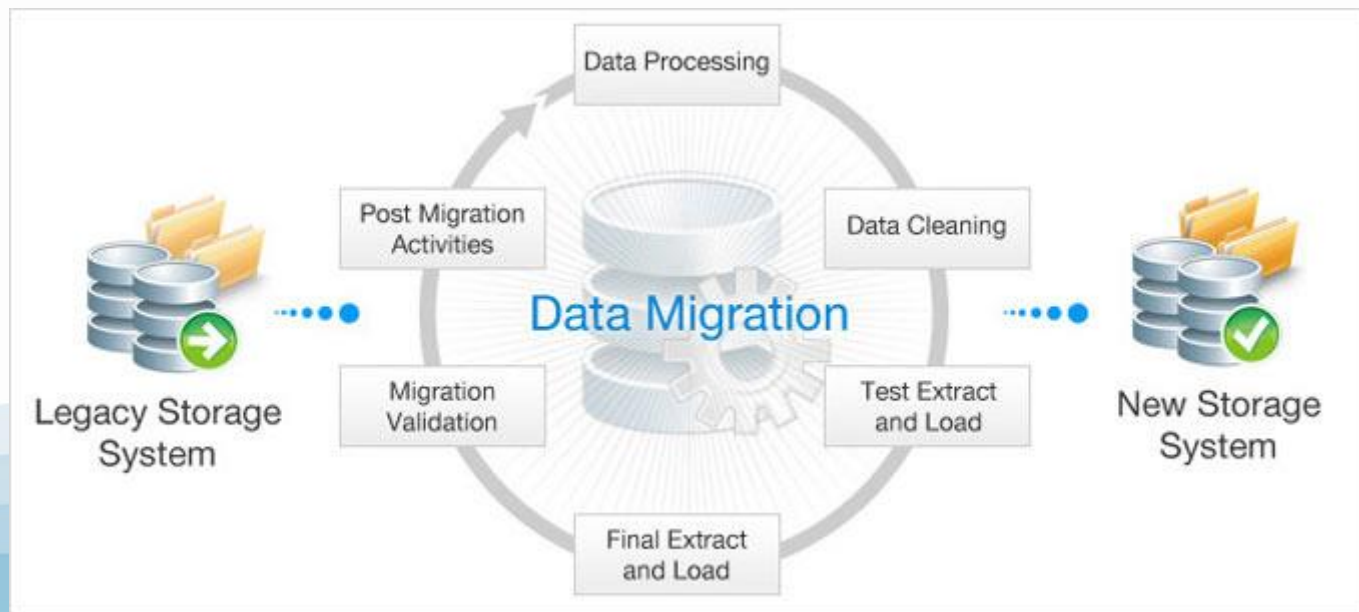 Data Processing
Post Migration
Activities
Data Cleaning
Data Migration
Legacy Storage
System
Migration
Validation
Test Extract
and Load
New Storage
System
Final Extract
and Load